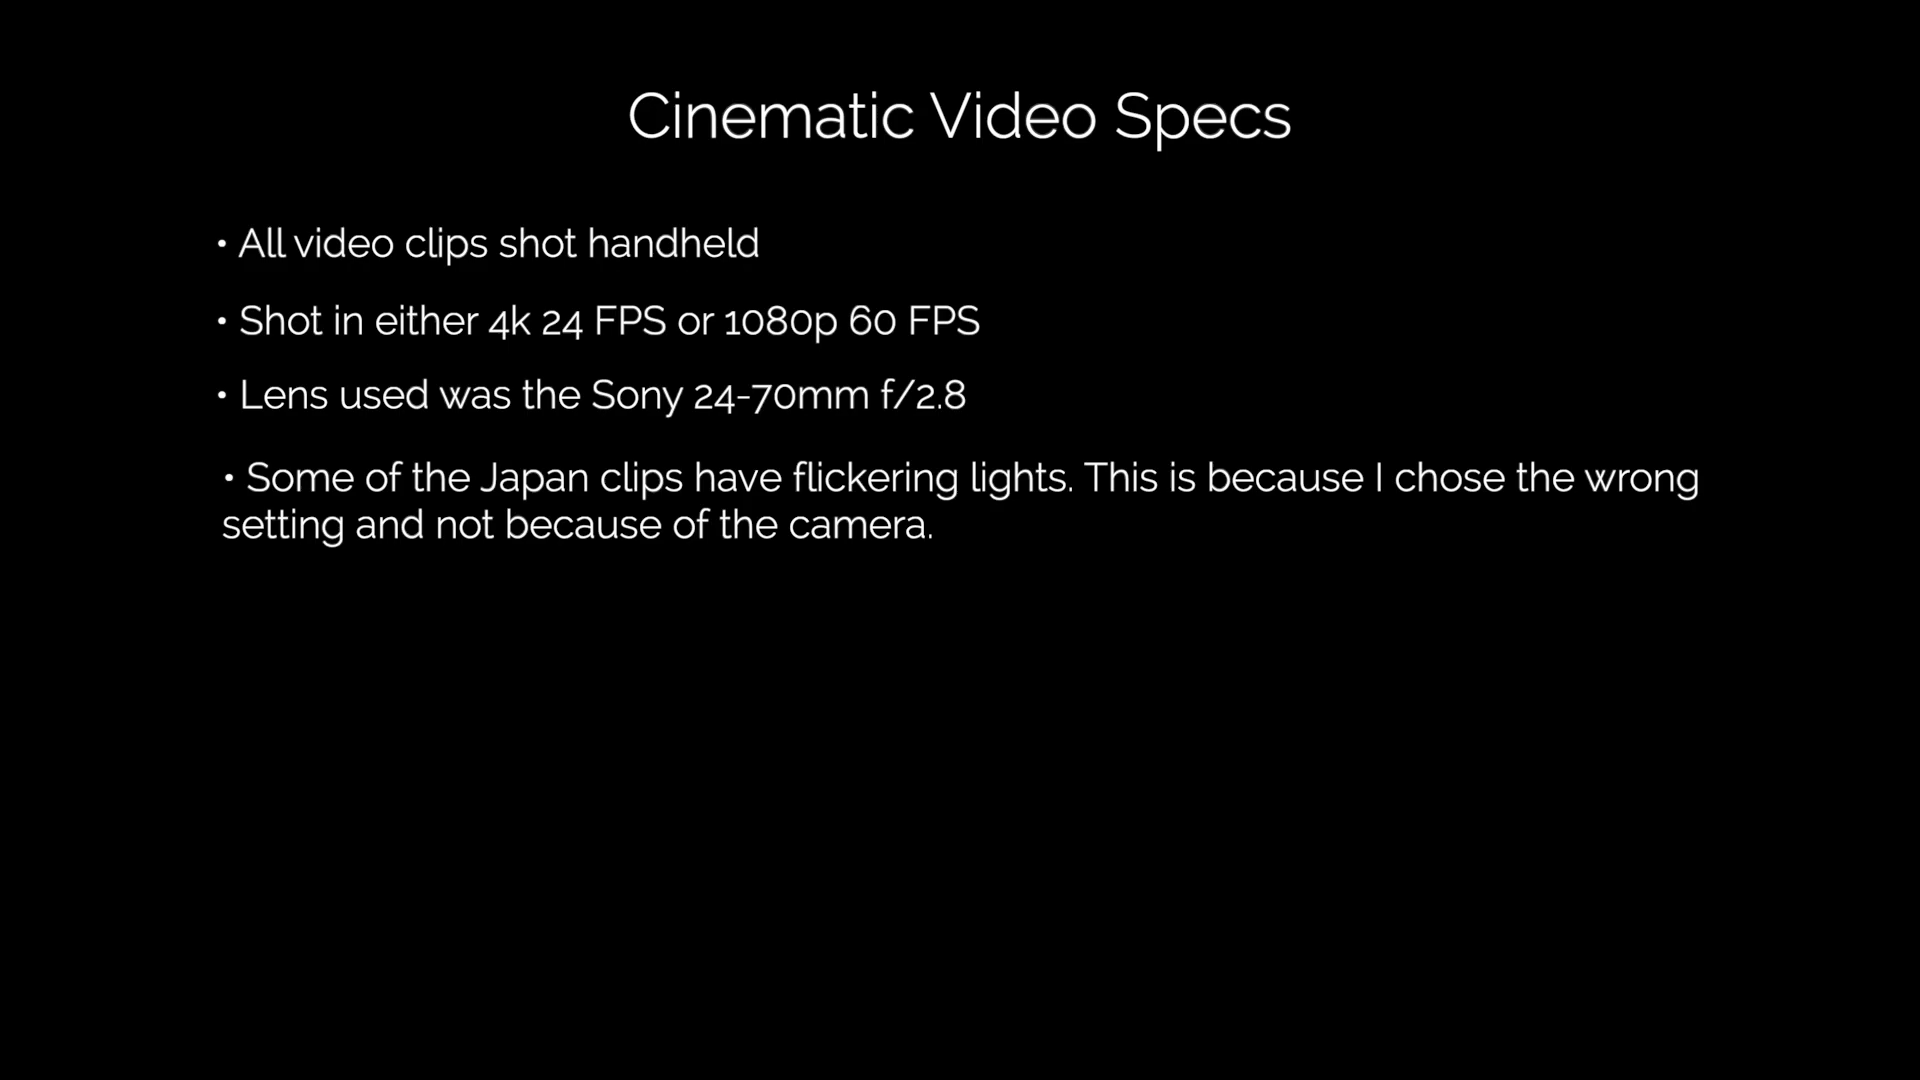 Cinematic Video Specs
• All video clips shot handheld
• Shot in either 4k 24 FPS or 1080p 60 FPS
• Lens used was the Sony 24-70mm f/2.8
• Some of the Japan clips have flickering lights. This is because I chose the wrong
setting and not because of the camera.